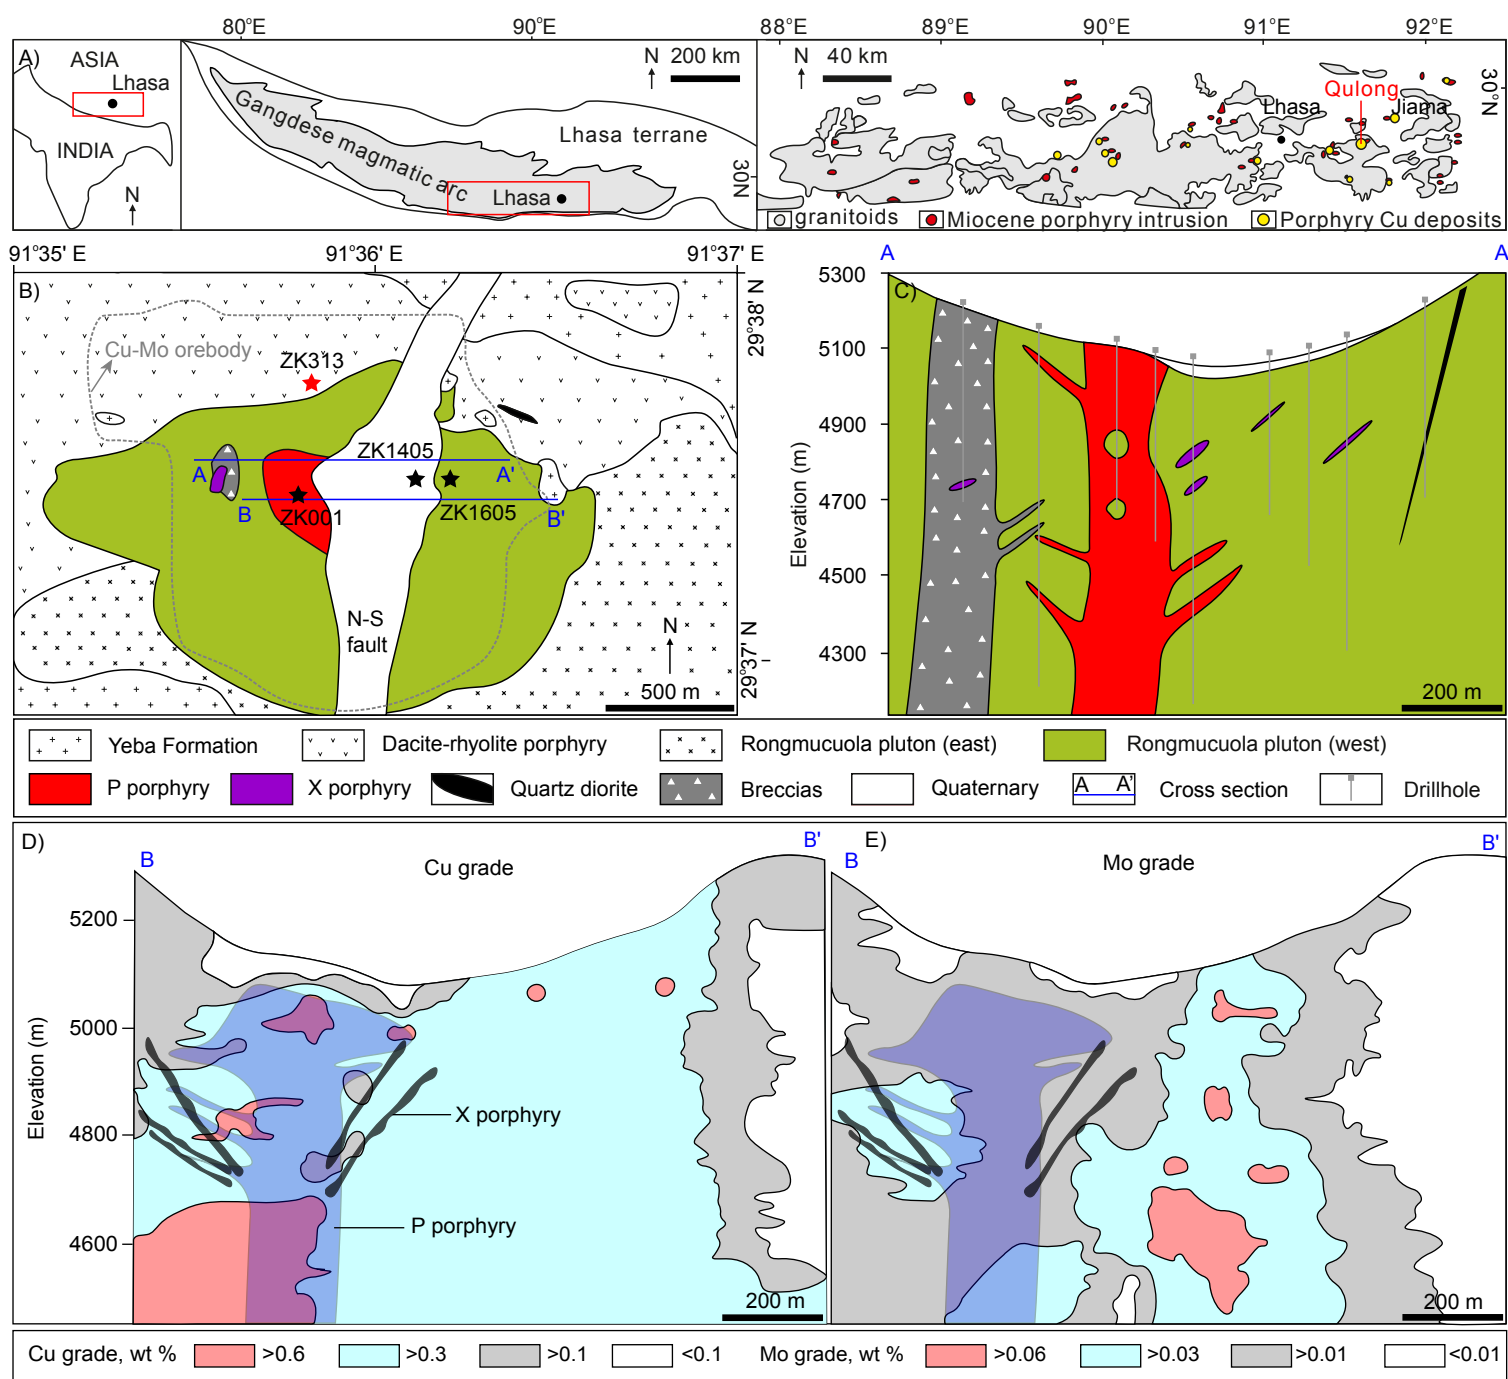 80°E 90°E 88°E 89°E 90°E 91°E 92°E
A)
ASIA
Lhasa
INDIA
N
N
200 km
Gangdese magmatic arc
Lhasa terrane
Lhasa
30°N
N
40 km
Qulong
Lhasa
Jiama
30°N
granitoids
Miocene porphyry intrusion
Porphyry Cu deposits
91°35' E 91°36' E 91°37' E
B)
Cu-Mo orebody
ZK313
ZK1405
A
A'
B
ZK001
ZK1605
B'
N-S
fault
N
500 m
29°38' N
29°37' N
A
A
C)
5300
5100
4900
4700
4500
4300
Elevation (m)
200 m
Yeba Formation
Dacite-rhyolite porphyry
Rongmucuola pluton (east)
Rongmucuola pluton (west)
P porphyry
X porphyry
Quartz diorite
Breccias
Quaternary
A A'
Cross section
Drillhole
D)
B
Cu grade
B'
5200
5000
4800
4600
Elevation (m)
X porphyry
P porphyry
200 m
E)
B
Mo grade
B'
200 m
Cu grade, wt % >0.6 >0.3 >0.1 <0.1
Mo grade, wt % >0.06 >0.03 >0.01 <0.01